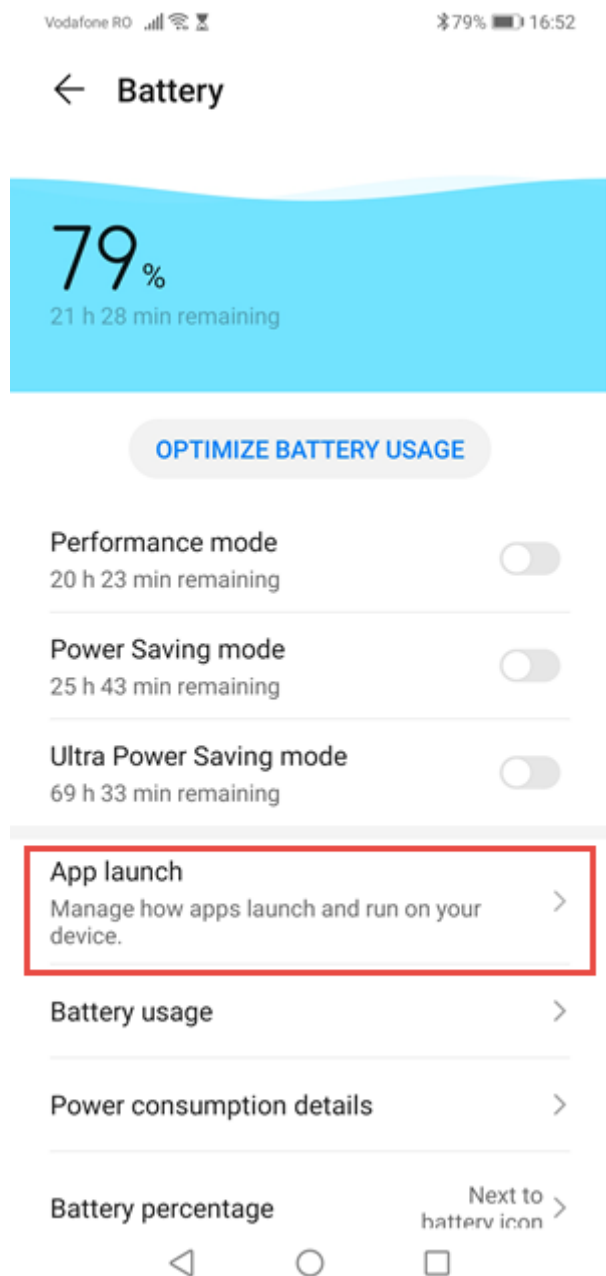 Vodafone RO 79% 16:52
Battery
79%
21 h 28 min remaining
OPTIMIZE BATTERY USAGE
Performance mode
20 h 23 min remaining
Power Saving mode
25 h 43 min remaining
Ultra Power Saving mode
69 h 33 min remaining
App launch
Manage how apps launch and run on your
device.
Battery usage
Power consumption details
Battery percentage
Next to
battery icon